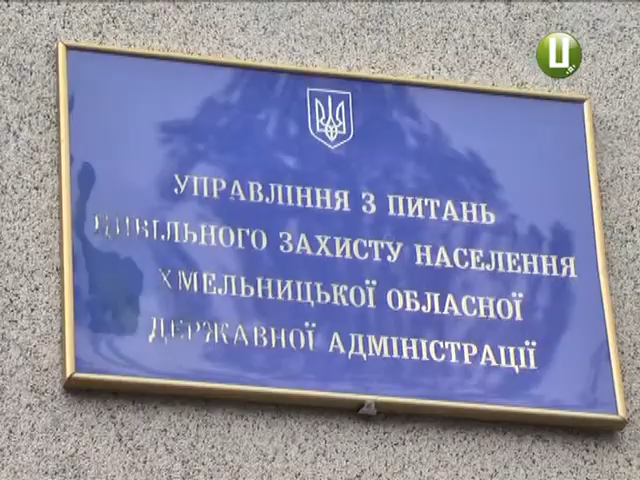 Ц
УПРАВЛІННЯ З ПИТАНЬ
ЦИВІЛЬНОГО ЗАХИСТУ НАСЕЛЕННЯ
ХМЕЛЬНИЦЬКОЇ ОБЛАСНОЇ
ДЕРЖАВНОЇ АДМІНІСТРАЦІЇ